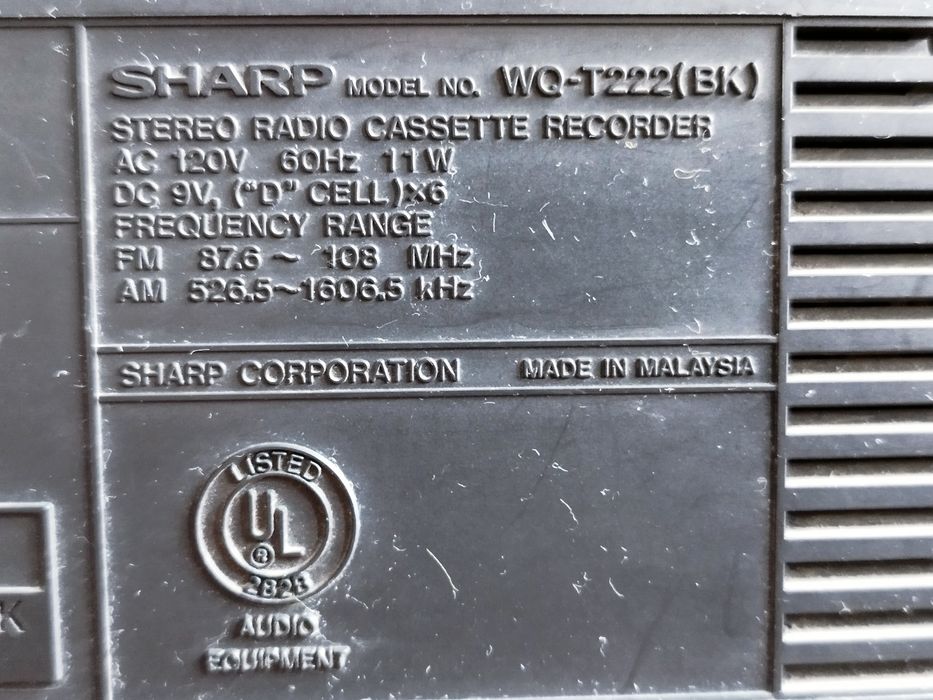 SHARP MODEL NO. WQ-T222(BK)
STEREO RADIO CASSETTE RECORDER
AC 120V 60Hz 11W
DC 9V, ("D" CELL)×6
FREQUENCY RANGE
FM 87.6 ~ 108 MHz
AM 526.5~1606.5 kHz
SHARP CORPORATION MADE IN MALAYSIA
LISTED
UL
®
2828
AUDIO
EQUIPMENT
K